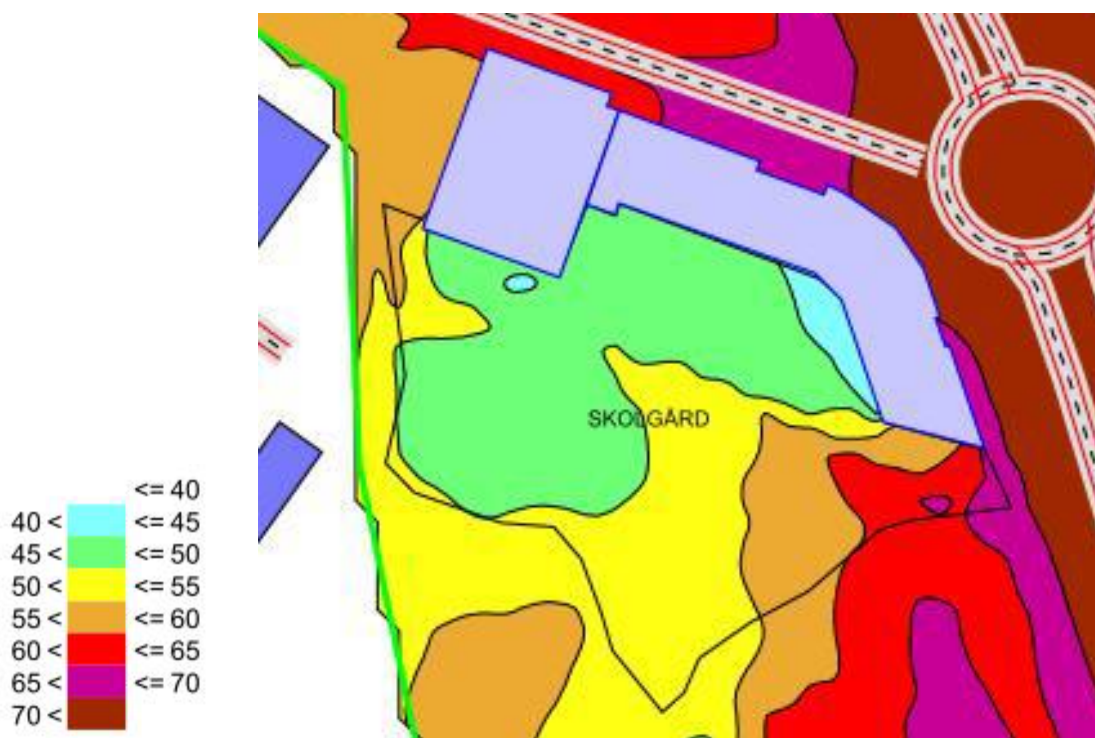 SKOLGÅRD
<= 40
40 < <= 45
45 < <= 50
50 < <= 55
55 < <= 60
60 < <= 65
65 < <= 70
70 <